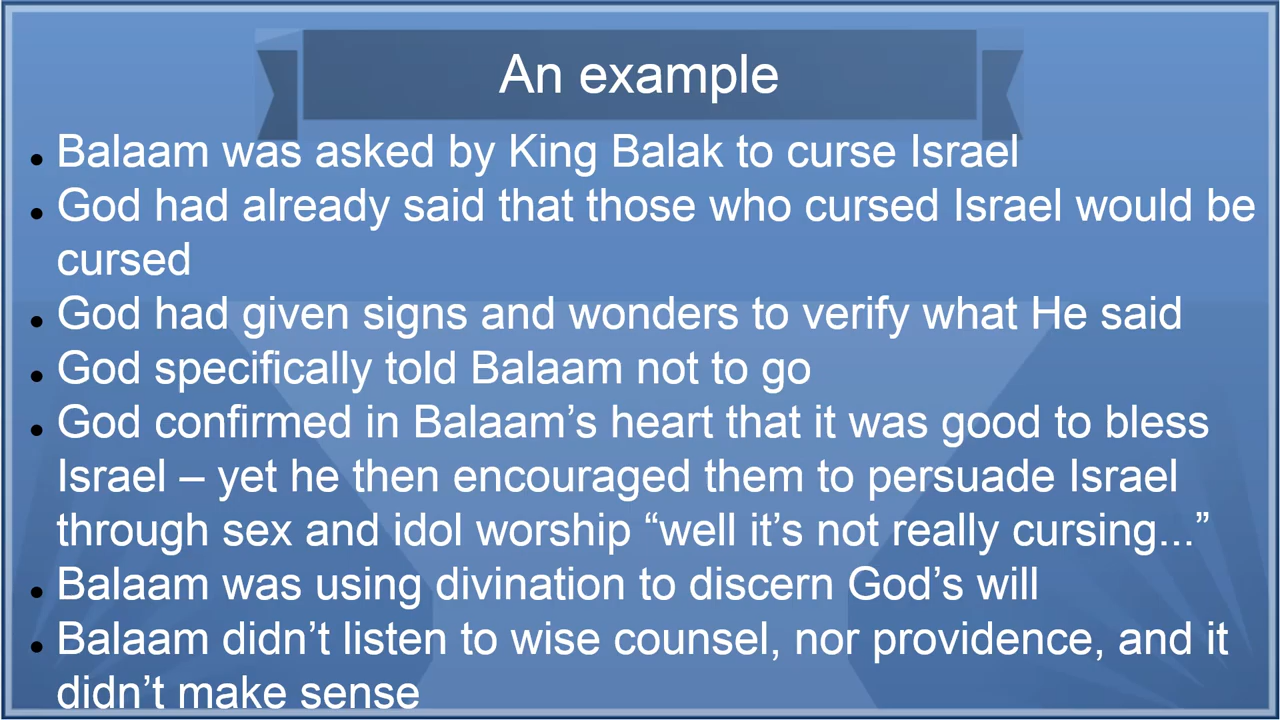 An example
● Balaam was asked by King Balak to curse Israel
● God had already said that those who cursed Israel would be
cursed
● God had given signs and wonders to verify what He said
● God specifically told Balaam not to go
● God confirmed in Balaam’s heart that it was good to bless
Israel – yet he then encouraged them to persuade Israel
through sex and idol worship “well it’s not really cursing...”
● Balaam was using divination to discern God’s will
● Balaam didn’t listen to wise counsel, nor providence, and it
didn’t make sense